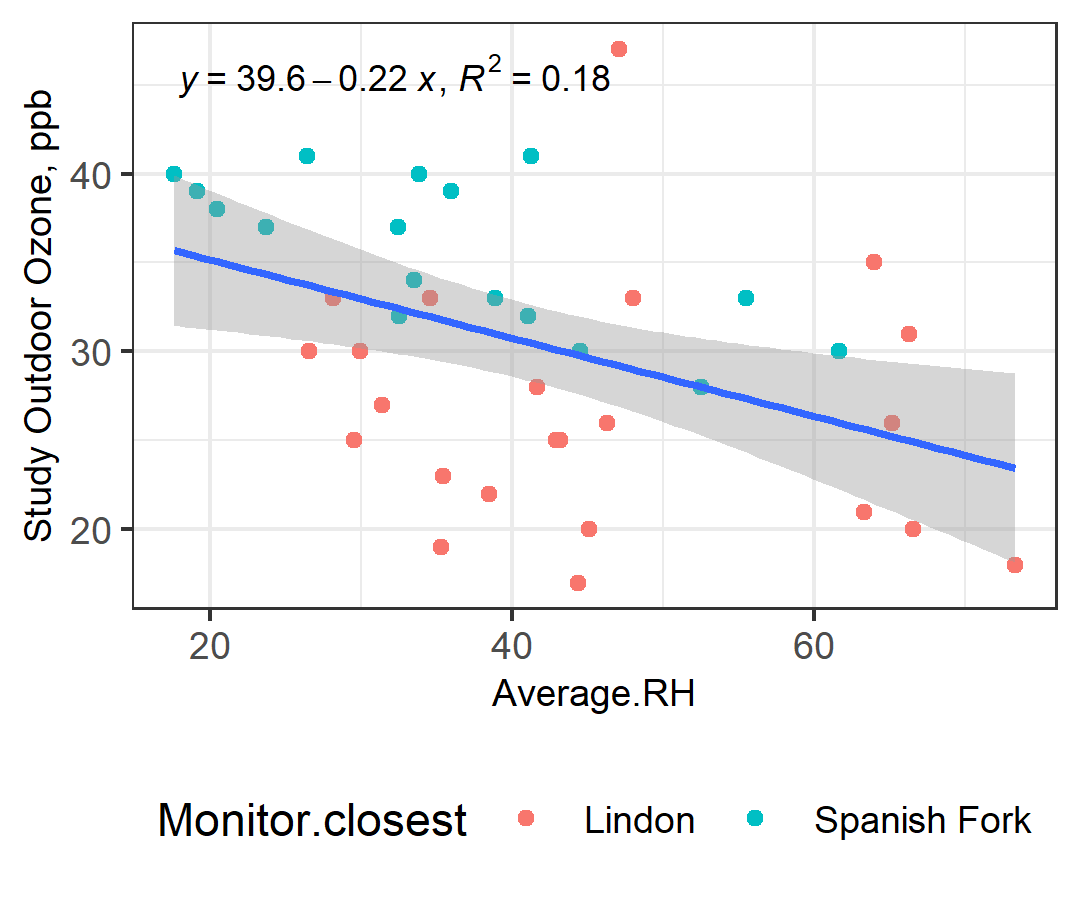 y = 39.6 – 0.22 x, R² = 0.18
Study Outdoor Ozone, ppb
40
30
20
20 40 60
Average.RH
Monitor.closest Lindon Spanish Fork